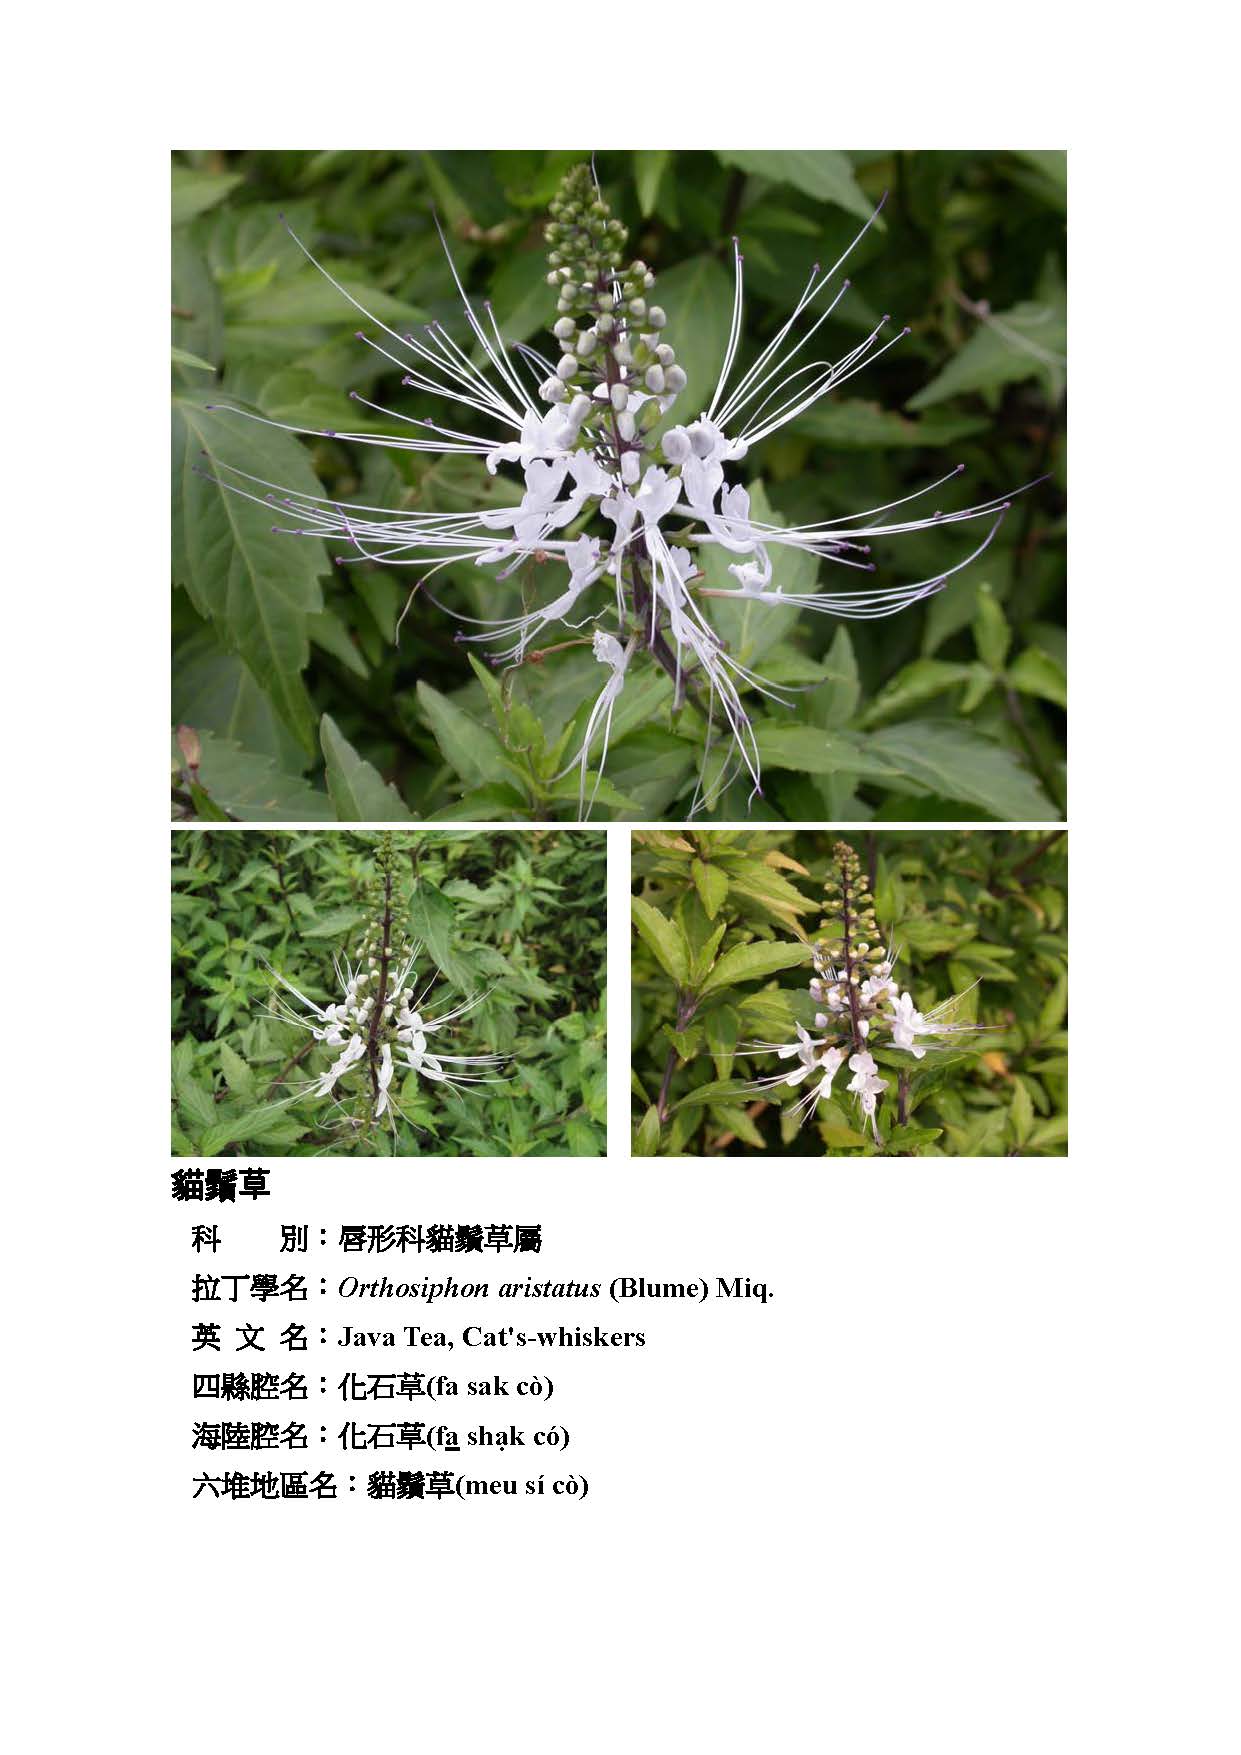 貓鬚草
科　　別：唇形科貓鬚草屬
拉丁學名：Orthosiphon aristatus (Blume) Miq.
英 文 名：Java Tea, Cat's-whiskers
四縣腔名：化石草(fa sak cò)
海陸腔名：化石草(fa̲ shạk có)
六堆地區名：貓鬚草(meu sí cò)